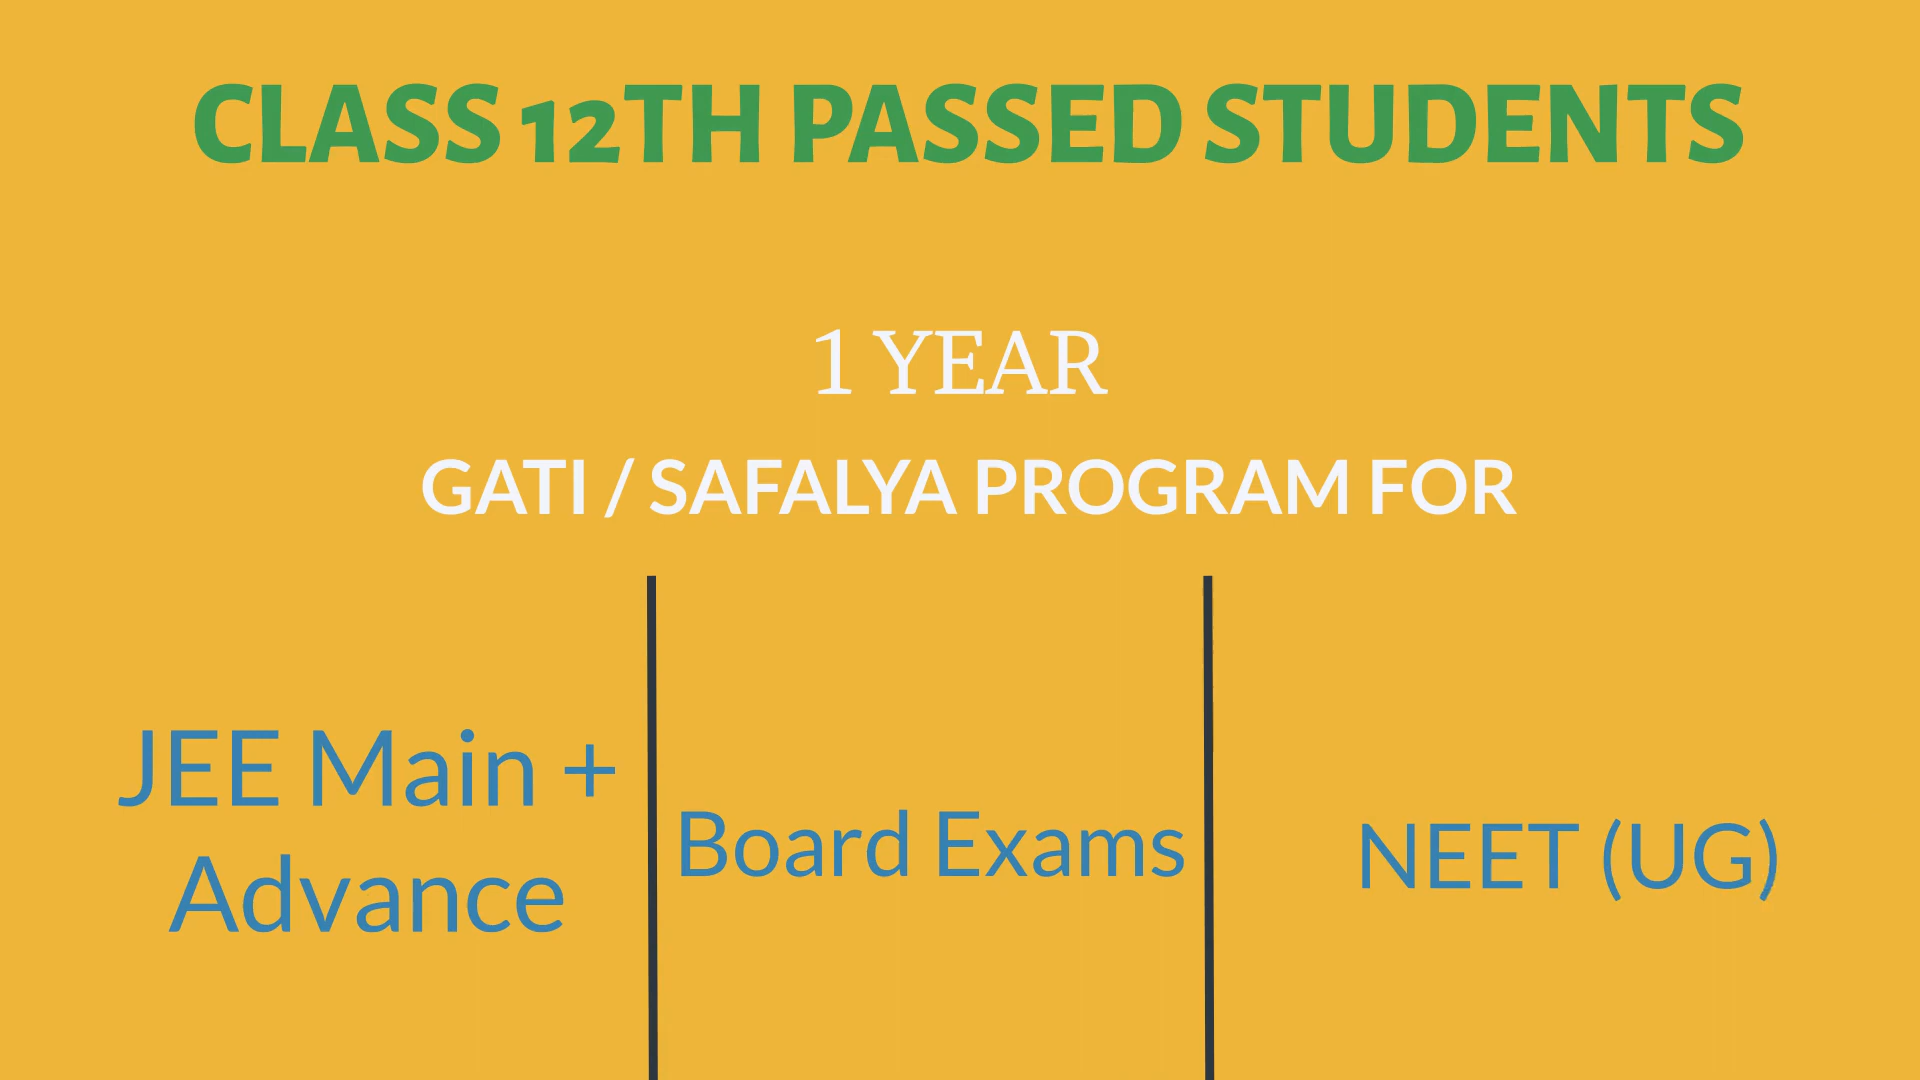 CLASS 12TH PASSED STUDENTS
1 YEAR
GATI / SAFALYA PROGRAM FOR
JEE Main +
Advance
Board Exams
NEET (UG)